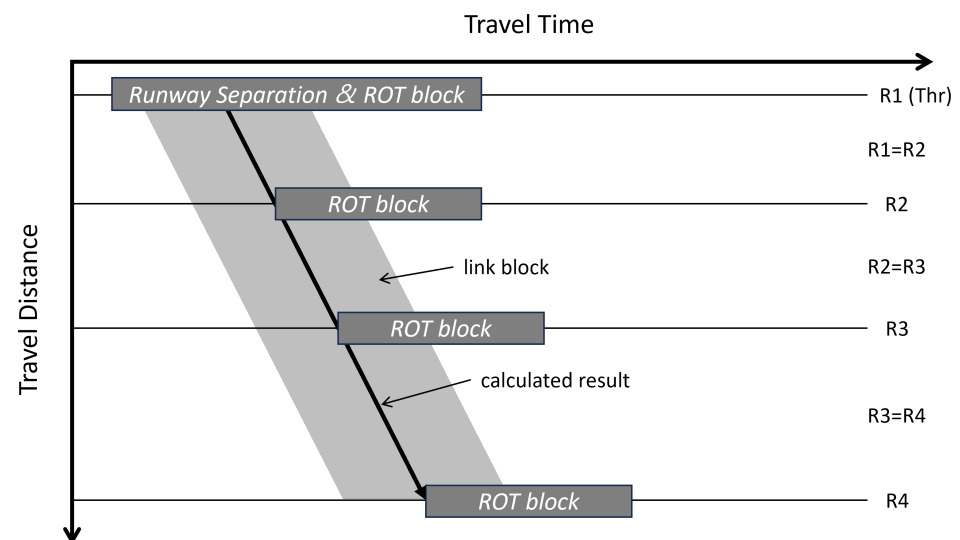 Travel Time
Runway Separation & ROT block
R1 (Thr)
R1=R2
ROT block
R2
Travel Distance
link block
R2=R3
ROT block
R3
calculated result
R3=R4
ROT block
R4